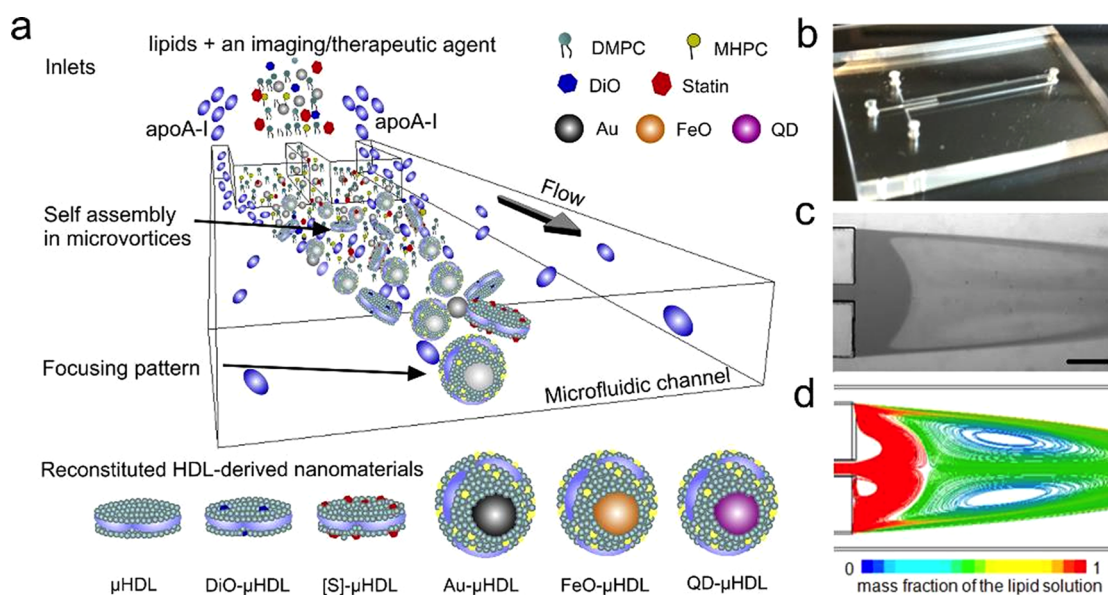 a
lipids + an imaging/therapeutic agent
Inlets
apoA-I
apoA-I
DMPC
MHPC
DiO
Statin
Au
FeO
QD
Flow
Self assembly
in microvortices
Focusing pattern
Microfluidic channel
Reconstituted HDL-derived nanomaterials
µHDL
DiO-µHDL
[S]-µHDL
Au-µHDL
FeO-µHDL
QD-µHDL
b
c
d
0
1
mass fraction of the lipid solution